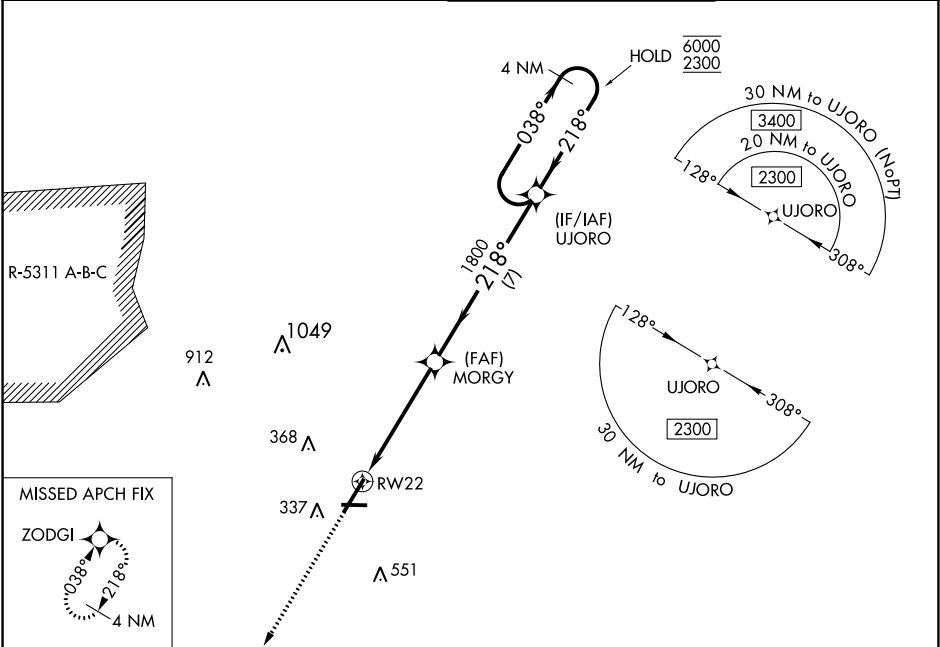 HOLD 6000
2300
4 NM
038°
218°
(IF/IAF)
UJORO
1800
218°
(7)
(FAF)
MORGY
RW22
R-5311 A-B-C
912
1049
368
337
551
30 NM to UJORO (NoPT)
3400
20 NM to UJORO
2300
128°
UJORO
308°
128°
UJORO
308°
2300
30 NM to UJORO
MISSED APCH FIX
ZODGI
038°
218°
4 NM